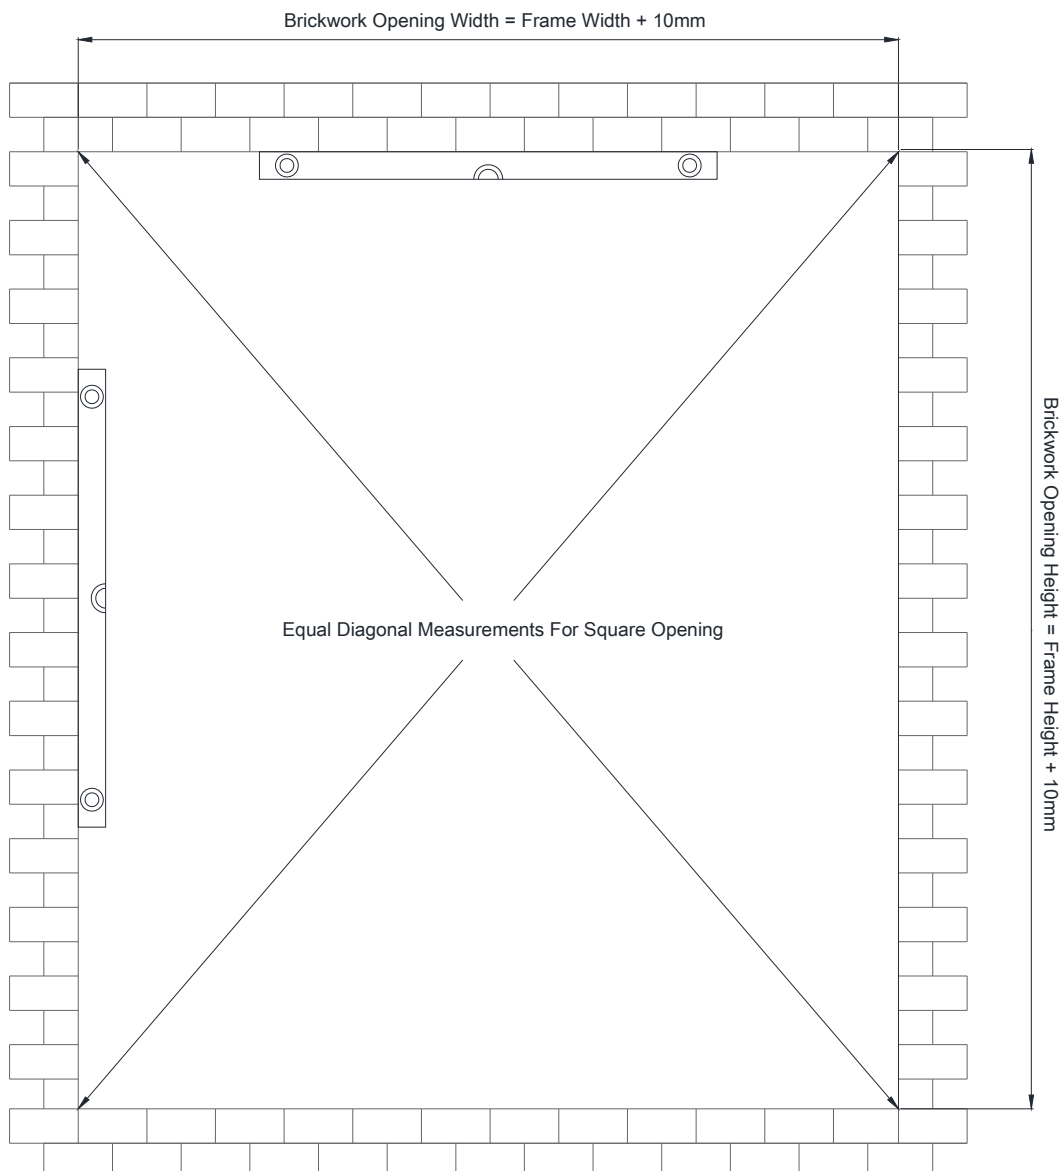 Brickwork Opening Width = Frame Width + 10mm
Equal Diagonal Measurements For Square Opening
Brickwork Opening Height = Frame Height + 10mm